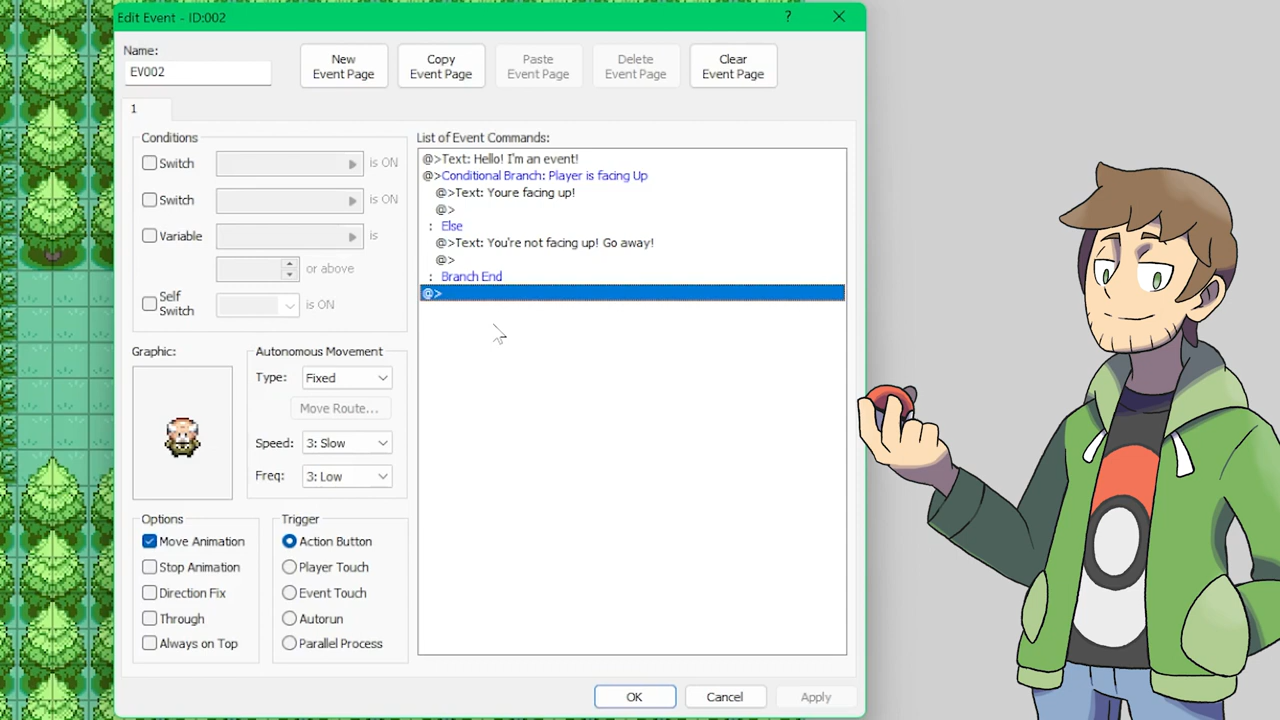 Edit Event - ID:002
?
Name:
EV002
New Event Page
Copy Event Page
Paste Event Page
Delete Event Page
Clear Event Page
1
Conditions
Switch is ON
Switch is ON
Variable is
or above
Self Switch is ON
Graphic:
Autonomous Movement
Type: Fixed
Move Route...
Speed: 3: Slow
Freq: 3: Low
Options
Move Animation
Stop Animation
Direction Fix
Through
Always on Top
Trigger
Action Button
Player Touch
Event Touch
Autorun
Parallel Process
List of Event Commands:
@>Text: Hello! I'm an event!
@>Conditional Branch: Player is facing Up
@>Text: Youre facing up!
@>
: Else
@>Text: You're not facing up! Go away!
@>
: Branch End
@>
OK
Cancel
Apply